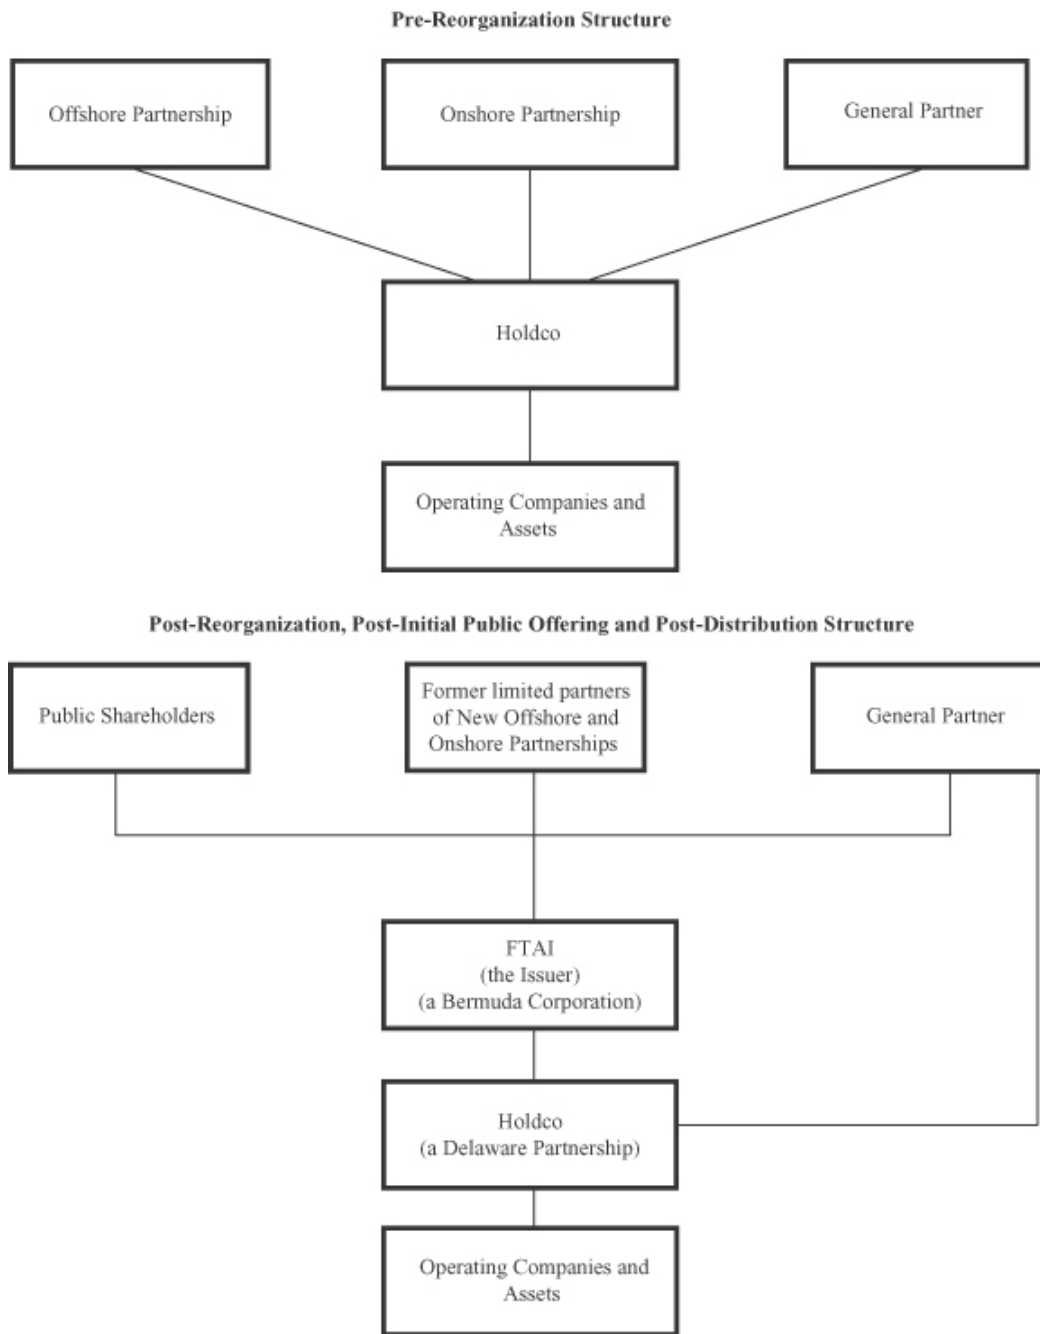 Pre-Reorganization Structure
Offshore Partnership
Onshore Partnership
General Partner
Holdco
Operating Companies and
Assets
Post-Reorganization, Post-Initial Public Offering and Post-Distribution Structure
Public Shareholders
Former limited partners
of New Offshore and
Onshore Partnerships
General Partner
FTAI
(the Issuer)
(a Bermuda Corporation)
Holdco
(a Delaware Partnership)
Operating Companies and
Assets